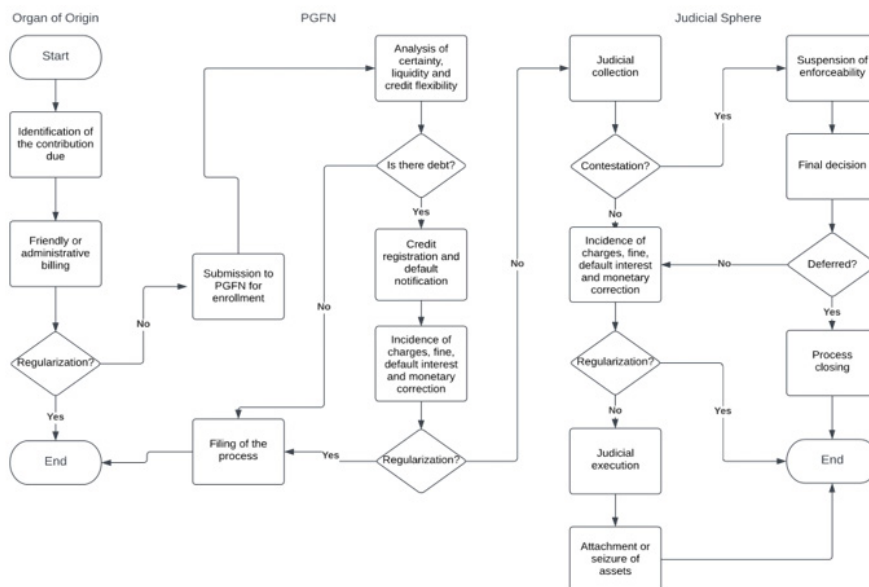 Organ of Origin
PGFN
Judicial Sphere
Start
Identification of
the contribution
due
Friendly or
administrative
billing
No
Regularization?
Yes
End
Submission to
PGFN for
enrollment
Analysis of
certainty,
liquidity and
credit flexibility
Is there debt?
Yes
No
Credit
registration and
default
notification
Incidence of
charges, fine,
default interest
and monetary
correction
Regularization?
Yes
Filing of the
process
No
Judicial
collection
Contestation?
Yes
No
Suspension of
enforceability
Final decision
Deferred?
No
Yes
Incidence of
charges, fine,
default interest
and monetary
correction
Regularization?
Yes
No
Process
closing
Judicial
execution
End
Attachment or
seizure of
assets